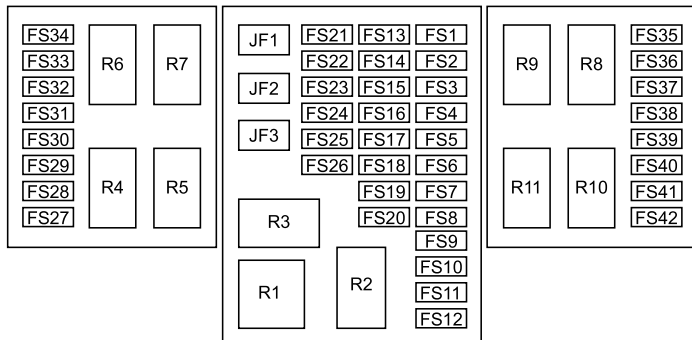 FS34
FS33
FS32
FS31
FS30
FS29
FS28
FS27
R6 R7
R4 R5
JF1
JF2
JF3
R3
R1
R2
FS21 FS13 FS1
FS22 FS14 FS2
FS23 FS15 FS3
FS24 FS16 FS4
FS25 FS17 FS5
FS26 FS18 FS6
FS19 FS7
FS20 FS8
FS9
FS10
FS11
FS12
R9 R8
R11 R10
FS35
FS36
FS37
FS38
FS39
FS40
FS41
FS42